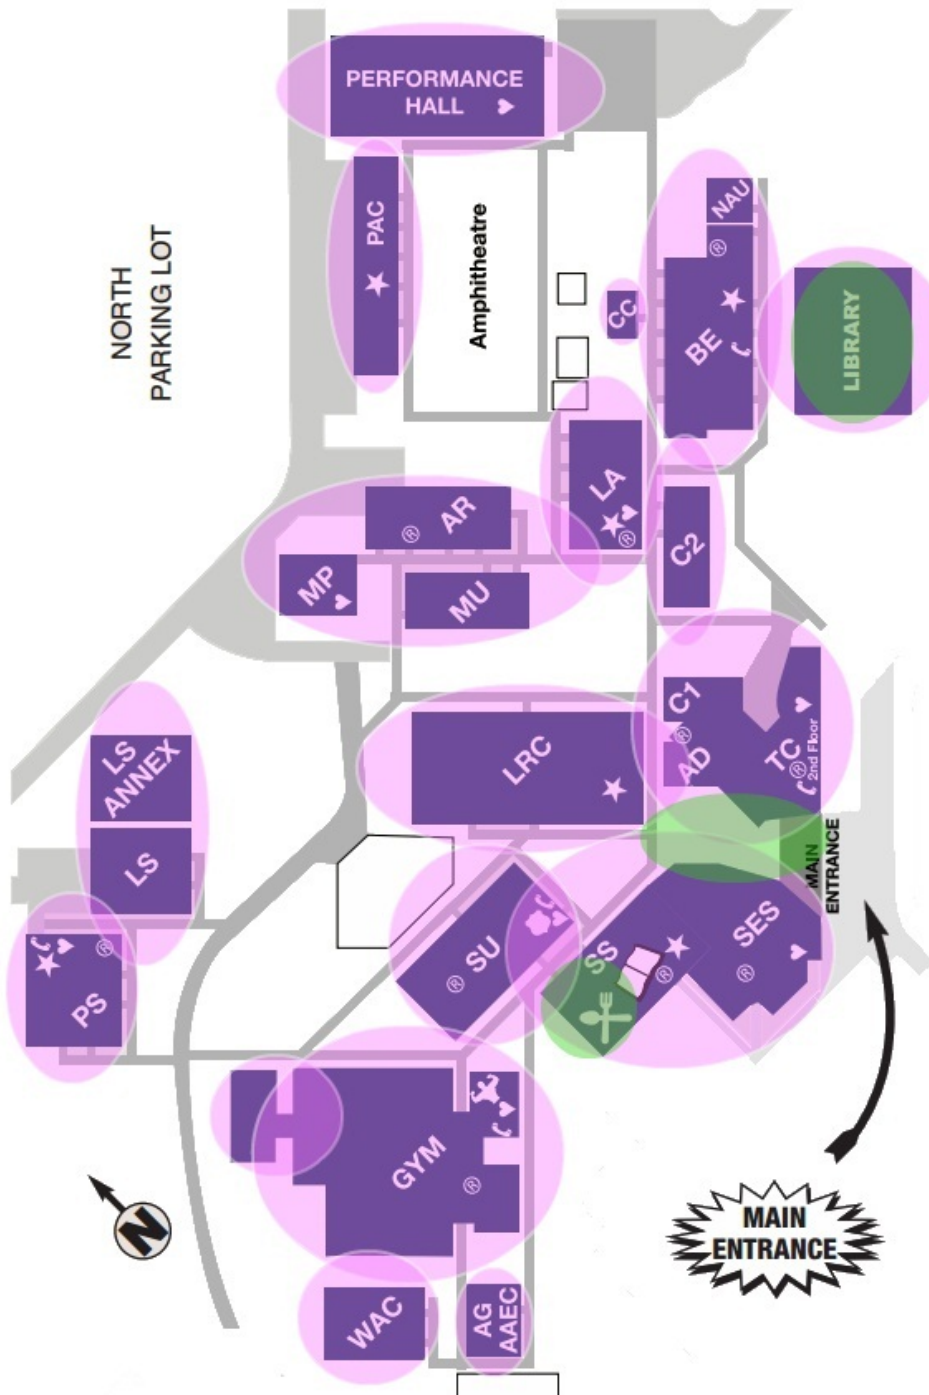 PERFORMANCE
HALL
PAC
NORTH
PARKING LOT
Amphitheatre
NAU
CC
BE
®
LIBRARY
LA
®
AR
®
C2
MP
MU
C1
®
AD
TC
®
2nd Floor
LRC
LS
ANNEX
LS
MAIN
ENTRANCE
PS
®
SU
®
SS
®
SES
®
GYM
®
N
MAIN
ENTRANCE
WAC
AG
AAEC